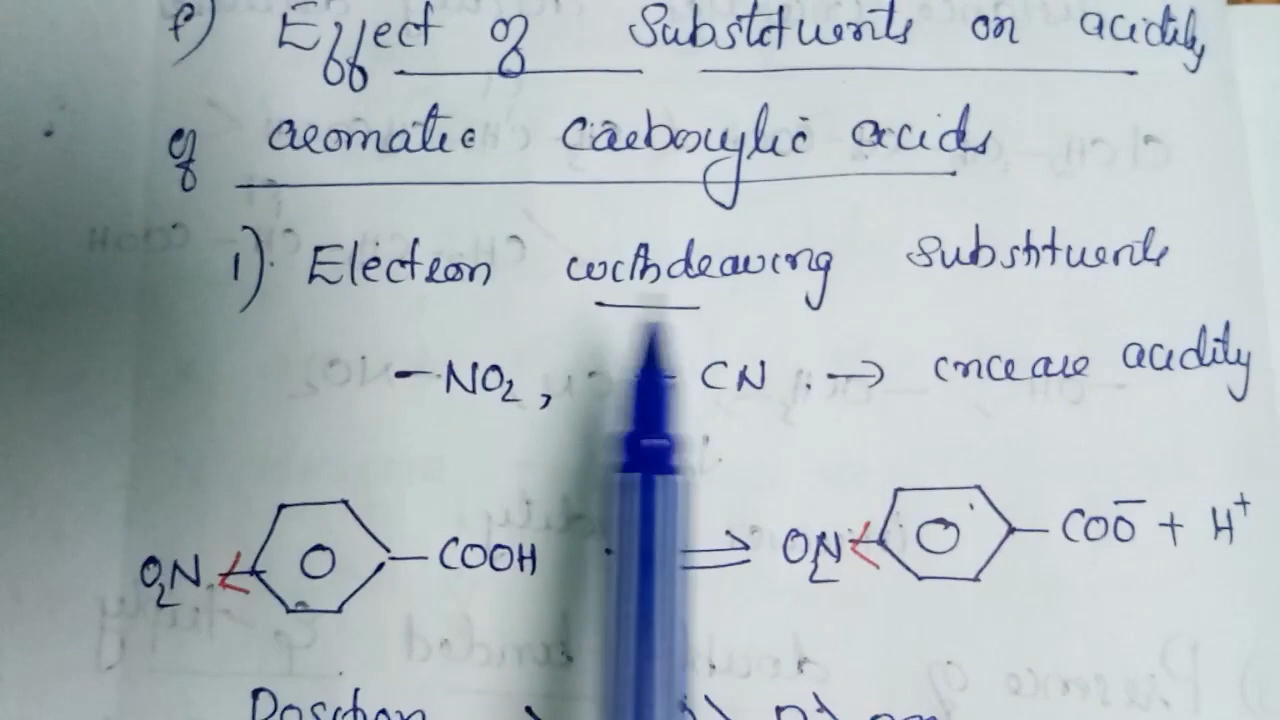 f) Effect of substituents on acidity
of aromatic carboxylic acids
1). Electron withdrawing substituents
-NO₂, - CN. → increase acidity
O₂N COOH ⇌ O₂N COO⁻ + H⁺
Position